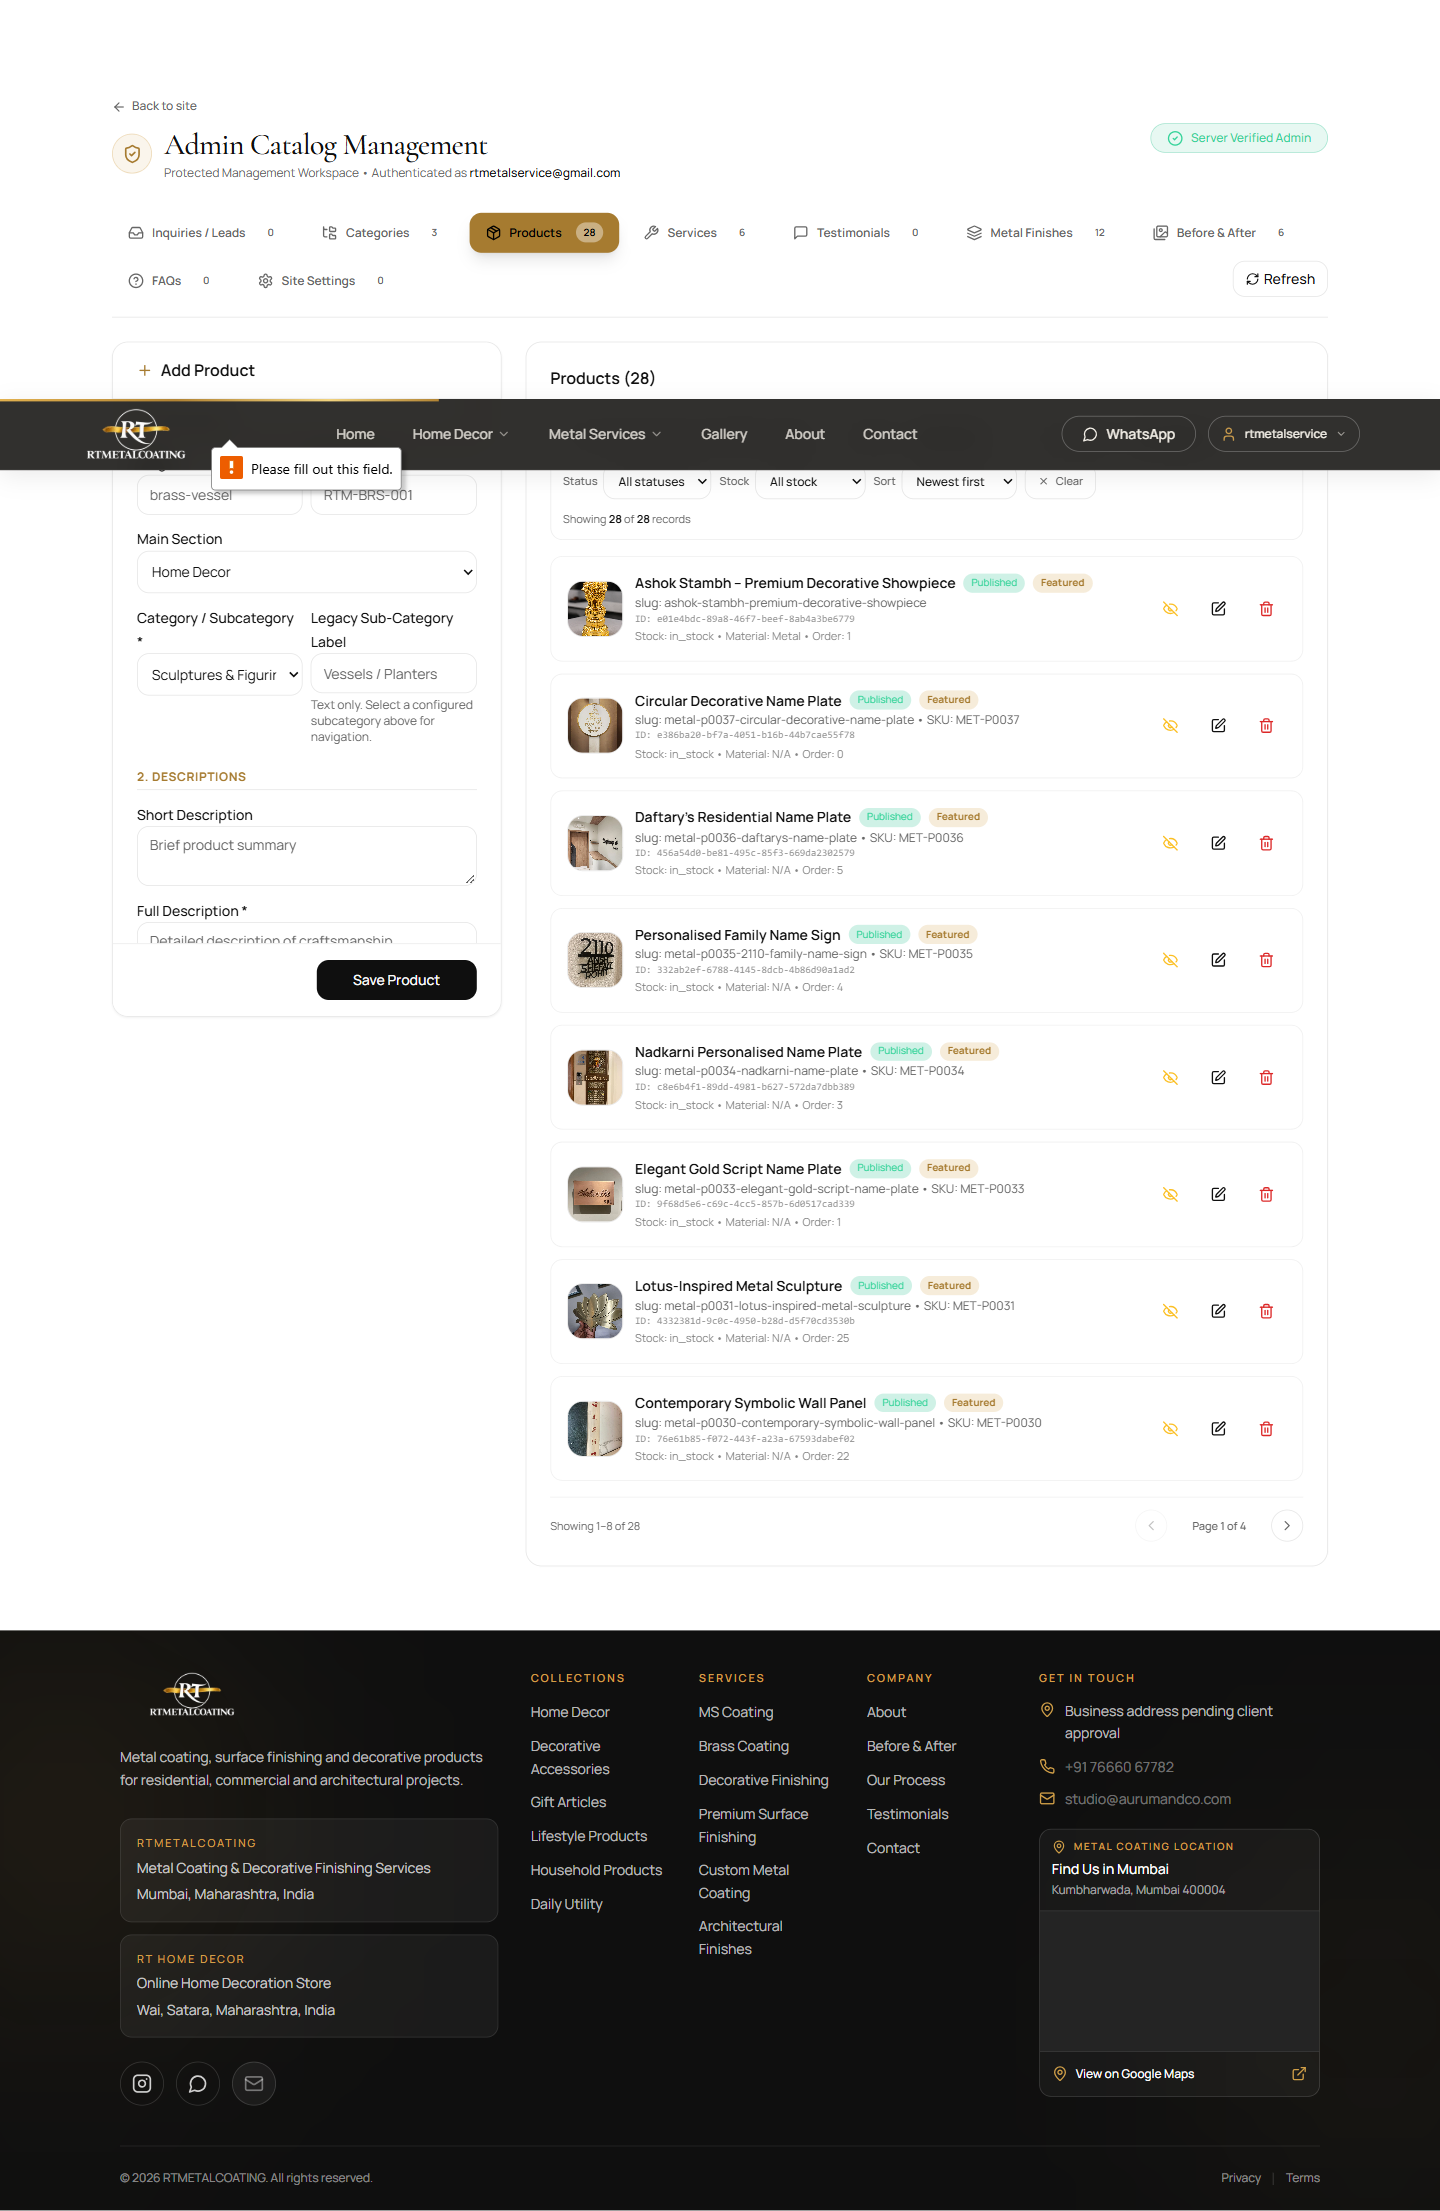 Back to site
Admin Catalog Management
Protected Management Workspace • Authenticated as rtmetalservice@gmail.com
Server Verified Admin
Inquiries / Leads 0
Categories 3
Products 28
Services 6
Testimonials 0
Metal Finishes 12
Before & After 6
FAQs 0
Site Settings 0
Refresh
Add Product
Products (28)
RT
RTMETALCOATING
Home
Home Decor
Metal Services
Gallery
About
Contact
WhatsApp
rtmetalservice
Please fill out this field.
brass-vessel
RTM-BRS-001
Main Section
Home Decor
Category / Subcategory *
Sculptures & Figurir
Legacy Sub-Category
Label
Vessels / Planters
Text only. Select a configured
subcategory above for
navigation.
2. DESCRIPTIONS
Short Description
Brief product summary
Full Description *
Detailed description of craftsmanship
Save Product
Status All statuses Stock All stock Sort Newest first Clear
Showing 28 of 28 records
Ashok Stambh – Premium Decorative Showpiece Published Featured
slug: ashok-stambh-premium-decorative-showpiece
ID: e01e4bdc-89a8-46f7-beef-8ab4a3be6779
Stock: in_stock • Material: Metal • Order: 1
Circular Decorative Name Plate Published Featured
slug: metal-p0037-circular-decorative-name-plate • SKU: MET-P0037
ID: e386ba20-bf7a-4051-b16b-44b7cae55f78
Stock: in_stock • Material: N/A • Order: 0
Daftary's Residential Name Plate Published Featured
slug: metal-p0036-daftarys-name-plate • SKU: MET-P0036
ID: 456a54d0-be81-495c-85f3-669da2302579
Stock: in_stock • Material: N/A • Order: 5
2110
Personalised Family Name Sign Published Featured
slug: metal-p0035-2110-family-name-sign • SKU: MET-P0035
ID: 332ab2ef-6788-4145-8dcb-4b86d90a1ad2
Stock: in_stock • Material: N/A • Order: 4
Nadkarni Personalised Name Plate Published Featured
slug: metal-p0034-nadkarni-name-plate • SKU: MET-P0034
ID: c8e6b4f1-89dd-4981-b627-572da7dbb389
Stock: in_stock • Material: N/A • Order: 3
Elegant Gold Script Name Plate Published Featured
slug: metal-p0033-elegant-gold-script-name-plate • SKU: MET-P0033
ID: 9f68d5e6-c69c-4cc5-857b-6d0517cad339
Stock: in_stock • Material: N/A • Order: 1
Lotus-Inspired Metal Sculpture Published Featured
slug: metal-p0031-lotus-inspired-metal-sculpture • SKU: MET-P0031
ID: 4332381d-9c0c-4950-b28d-d5f70cd3530b
Stock: in_stock • Material: N/A • Order: 25
Contemporary Symbolic Wall Panel Published Featured
slug: metal-p0030-contemporary-symbolic-wall-panel • SKU: MET-P0030
ID: 76e61b85-f072-443f-a23a-67593dabef02
Stock: in_stock • Material: N/A • Order: 22
Showing 1–8 of 28
Page 1 of 4
RT
RTMETALCOATING
Metal coating, surface finishing and decorative products
for residential, commercial and architectural projects.
RTMETALCOATING
Metal Coating & Decorative Finishing Services
Mumbai, Maharashtra, India
RT HOME DECOR
Online Home Decoration Store
Wai, Satara, Maharashtra, India
COLLECTIONS
Home Decor
Decorative
Accessories
Gift Articles
Lifestyle Products
Household Products
Daily Utility
SERVICES
MS Coating
Brass Coating
Decorative Finishing
Premium Surface
Finishing
Custom Metal
Coating
Architectural
Finishes
COMPANY
About
Before & After
Our Process
Testimonials
Contact
GET IN TOUCH
Business address pending client
approval
+91 76660 67782
studio@aurumandco.com
METAL COATING LOCATION
Find Us in Mumbai
Kumbharwada, Mumbai 400004
View on Google Maps
© 2026 RTMETALCOATING. All rights reserved.
Privacy | Terms